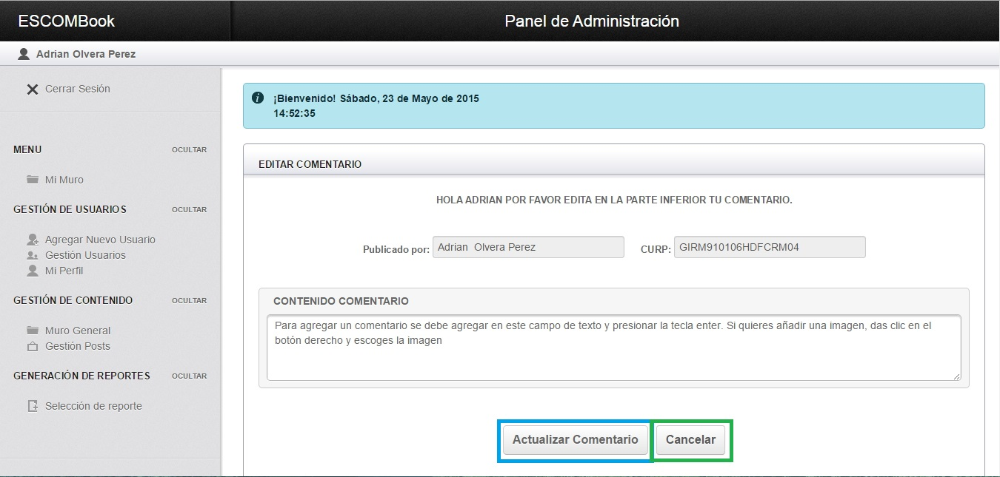 ESCOMBook
Panel de Administración
Adrian Olvera Perez
Cerrar Sesión
MENU OCULTAR
Mi Muro
GESTIÓN DE USUARIOS OCULTAR
Agregar Nuevo Usuario
Gestión Usuarios
Mi Perfil
GESTIÓN DE CONTENIDO OCULTAR
Muro General
Gestión Posts
GENERACIÓN DE REPORTES OCULTAR
Selección de reporte
¡Bienvenido! Sábado, 23 de Mayo de 2015
14:52:35
EDITAR COMENTARIO
HOLA ADRIAN POR FAVOR EDITA EN LA PARTE INFERIOR TU COMENTARIO.
Publicado por: Adrian  Olvera Perez CURP: GIRM910106HDFCRM04
CONTENIDO COMENTARIO
Para agregar un comentario se debe agregar en este campo de texto y presionar la tecla enter. Si quieres añadir una imagen, das clic en el
botón derecho y escoges la imagen
Actualizar Comentario Cancelar